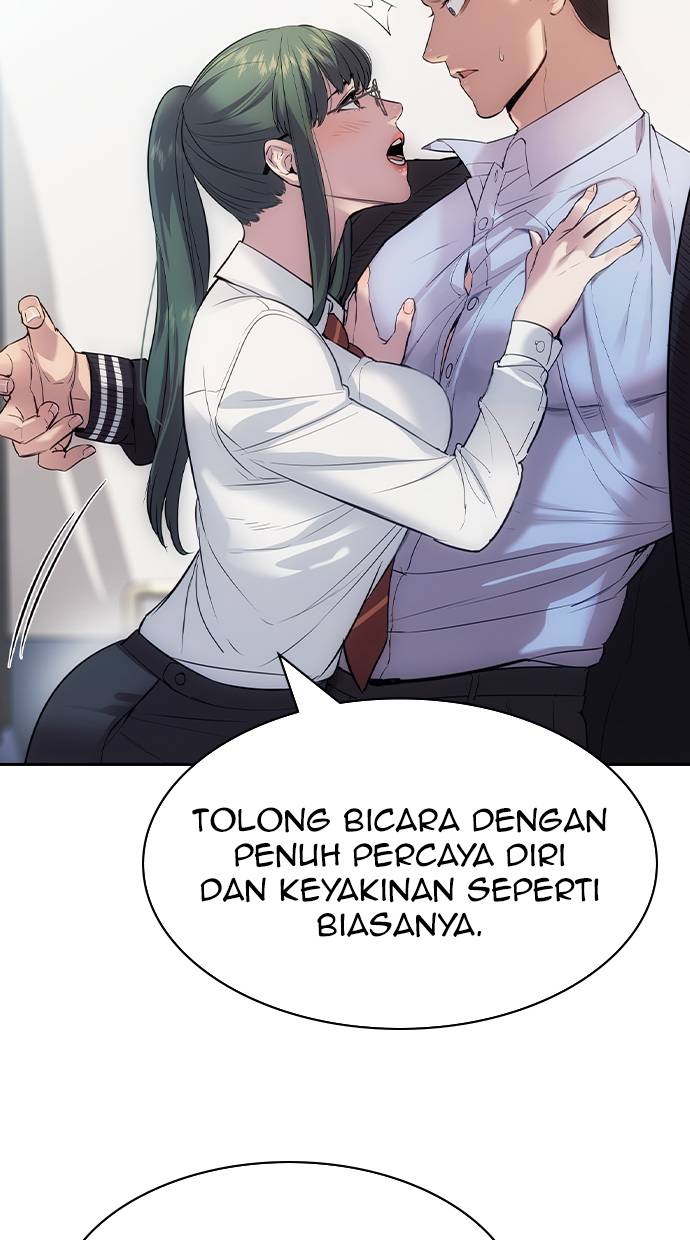 TOLONG BICARA DENGAN
PENUH PERCAYA DIRI
DAN KEYAKINAN SEPERTI
BIASANYA.